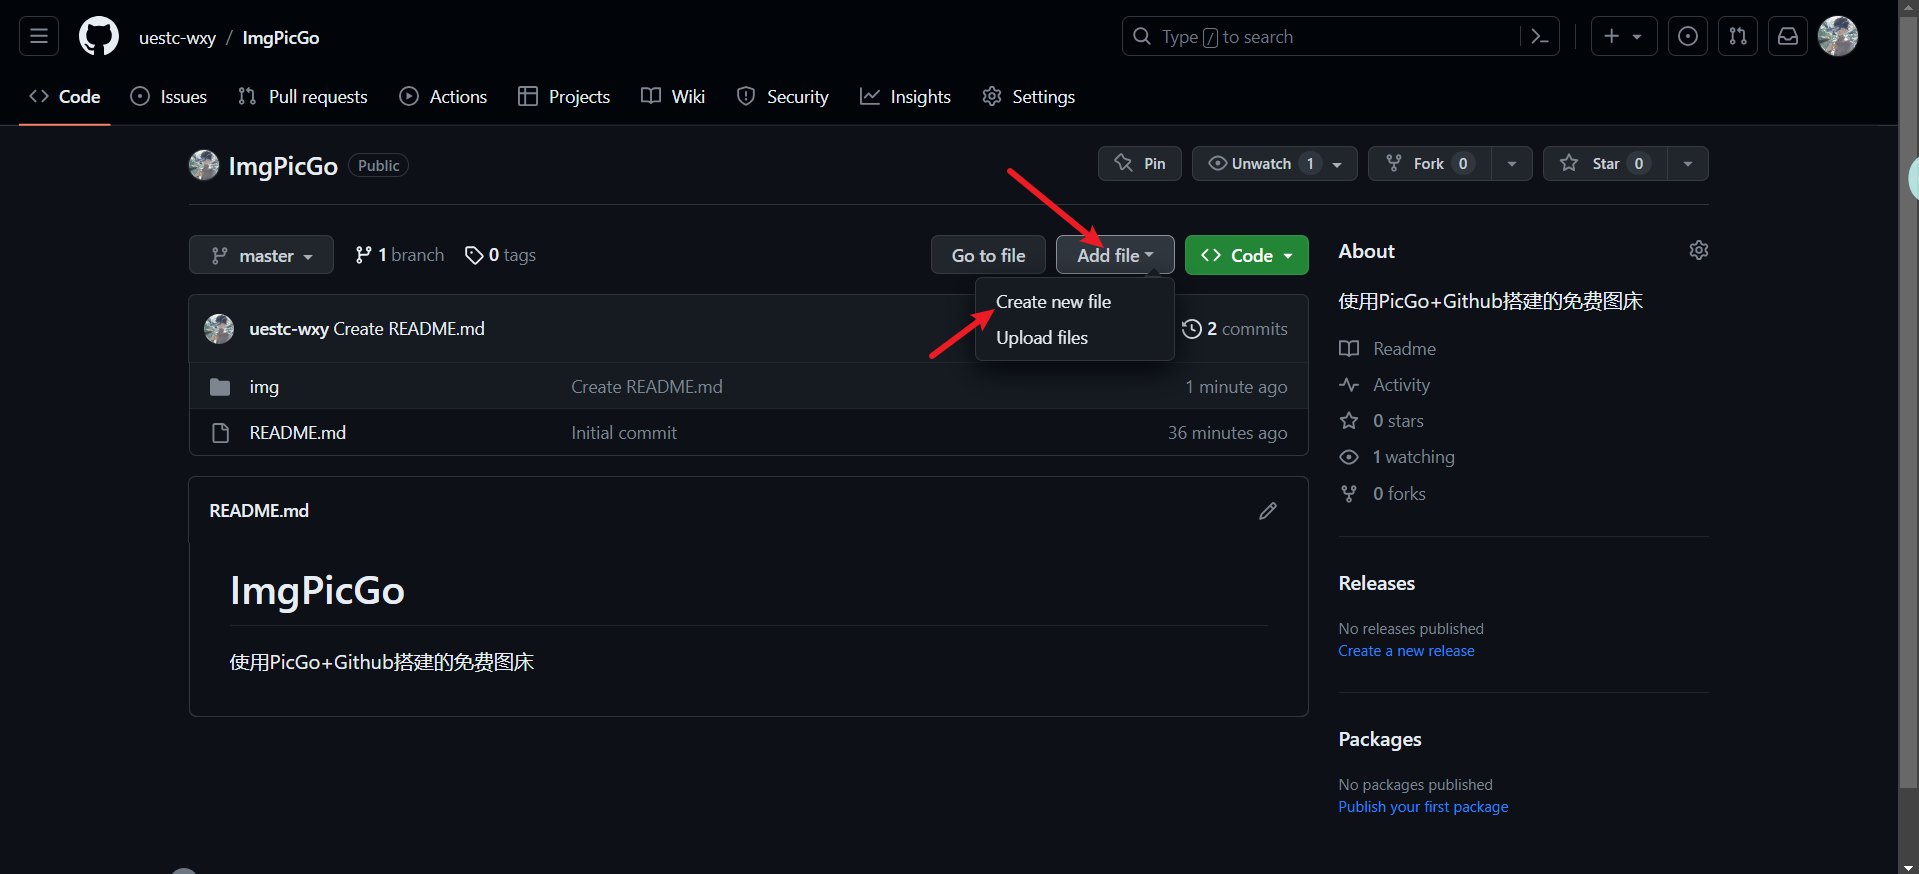 uestc-wxy / ImgPicGo
Type / to search
Code Issues Pull requests Actions Projects Wiki Security Insights Settings
ImgPicGo Public
Pin Unwatch 1 Fork 0 Star 0
master 1 branch 0 tags
Go to file Add file Code
Create new file
Upload files
uestc-wxy Create README.md 2 commits
img Create README.md 1 minute ago
README.md Initial commit 36 minutes ago
README.md
ImgPicGo
使用PicGo+Github搭建的免费图床
About
使用PicGo+Github搭建的免费图床
Readme
Activity
0 stars
1 watching
0 forks
Releases
No releases published
Create a new release
Packages
No packages published
Publish your first package